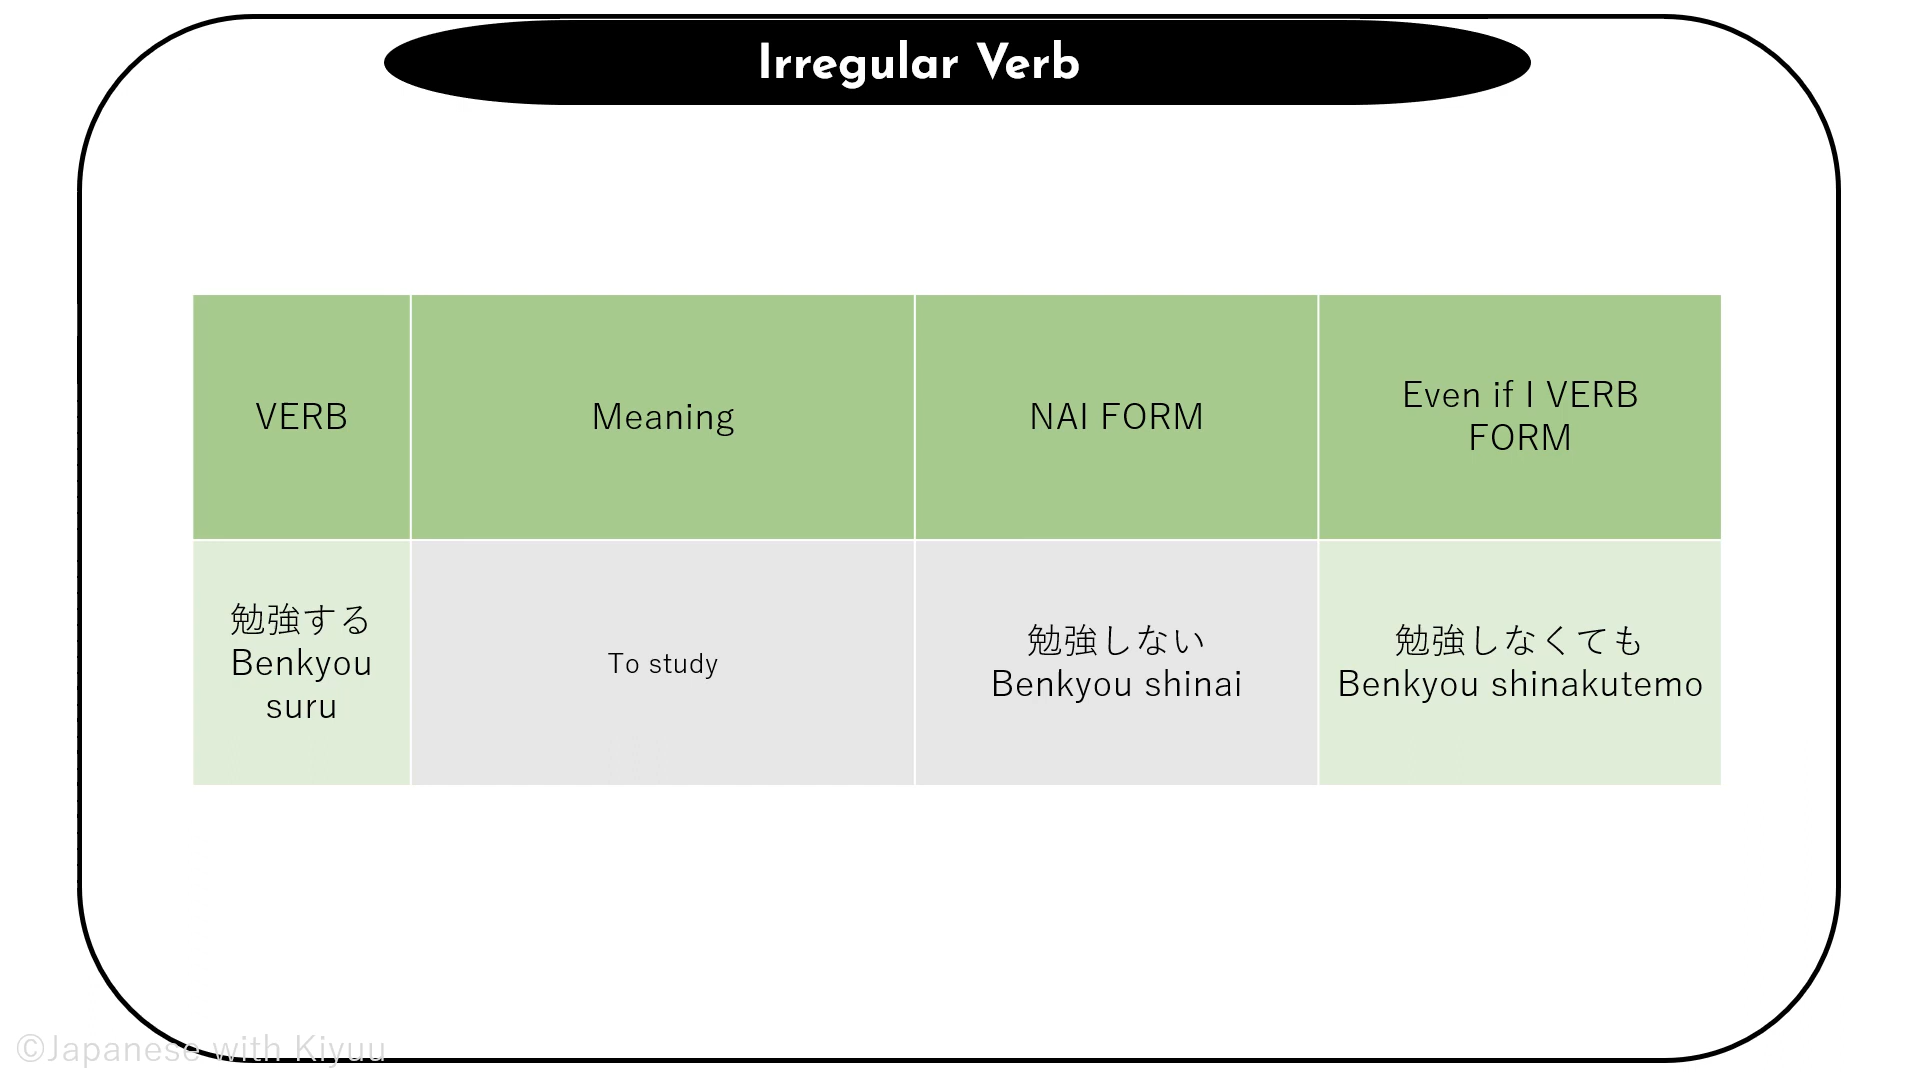 Irregular Verb
VERB
Meaning
NAI FORM
Even if I VERB
FORM
勉強する
Benkyou
suru
To study
勉強しない
Benkyou shinai
勉強しなくても
Benkyou shinakutemo
©Japanese with Kiyuu